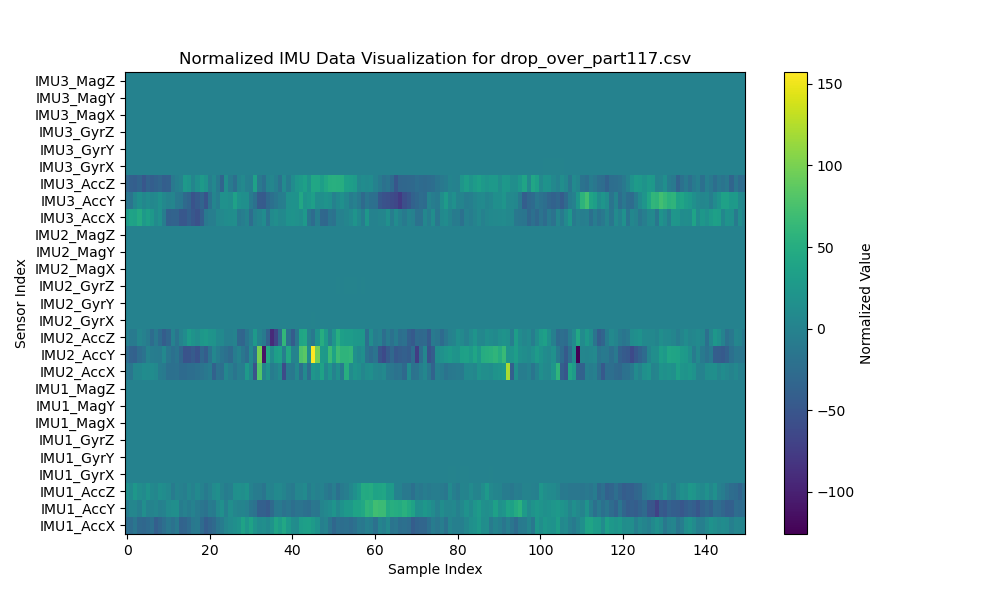 Normalized IMU Data Visualization for drop_over_part117.csv
IMU3_MagZ
IMU3_MagY
IMU3_MagX
IMU3_GyrZ
IMU3_GyrY
IMU3_GyrX
IMU3_AccZ
IMU3_AccY
IMU3_AccX
IMU2_MagZ
IMU2_MagY
IMU2_MagX
IMU2_GyrZ
IMU2_GyrY
IMU2_GyrX
IMU2_AccZ
IMU2_AccY
IMU2_AccX
IMU1_MagZ
IMU1_MagY
IMU1_MagX
IMU1_GyrZ
IMU1_GyrY
IMU1_GyrX
IMU1_AccZ
IMU1_AccY
IMU1_AccX
Sensor Index
0 20 40 60 80 100 120 140
Sample Index
150
100
50
0
−50
−100
Normalized Value